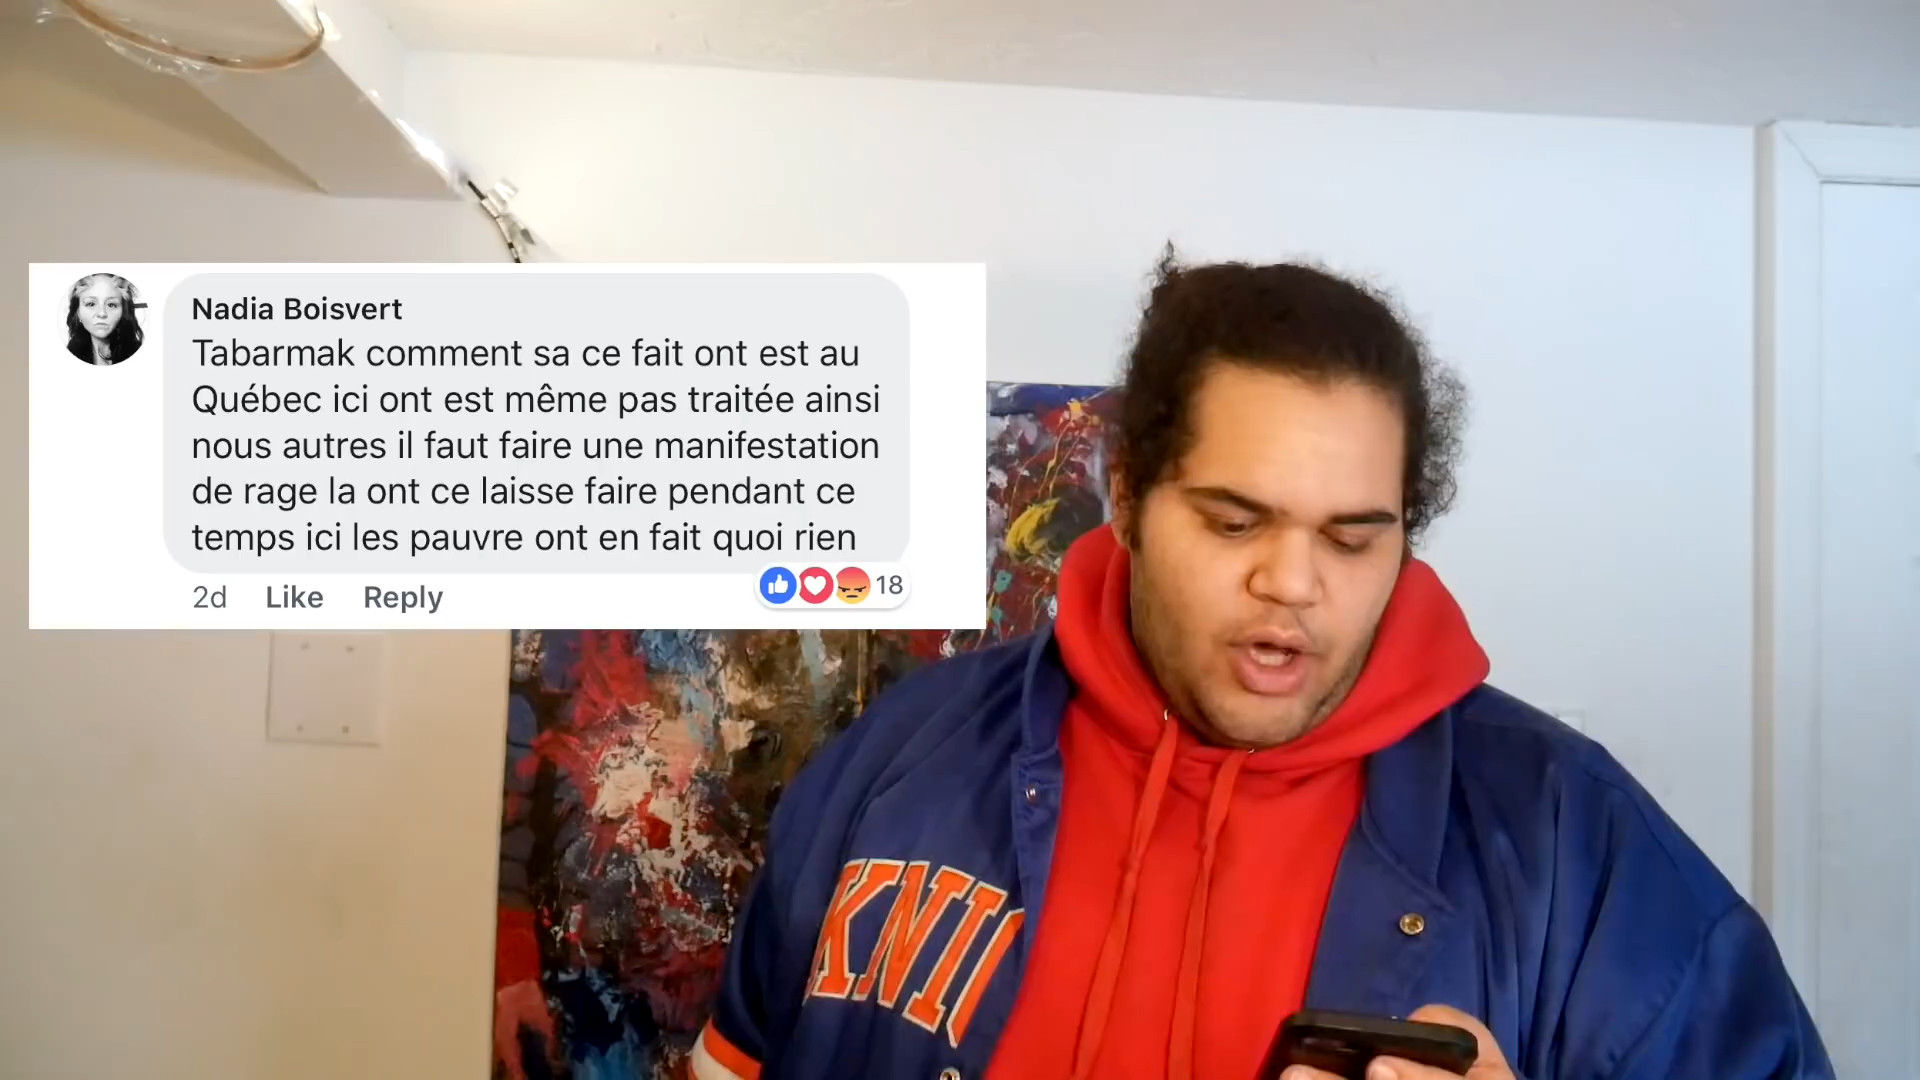 Nadia Boisvert
Tabarmak comment sa ce fait ont est au
Québec ici ont est même pas traitée ainsi
nous autres il faut faire une manifestation
de rage la ont ce laisse faire pendant ce
temps ici les pauvre ont en fait quoi rien
2d Like Reply 18
KNI